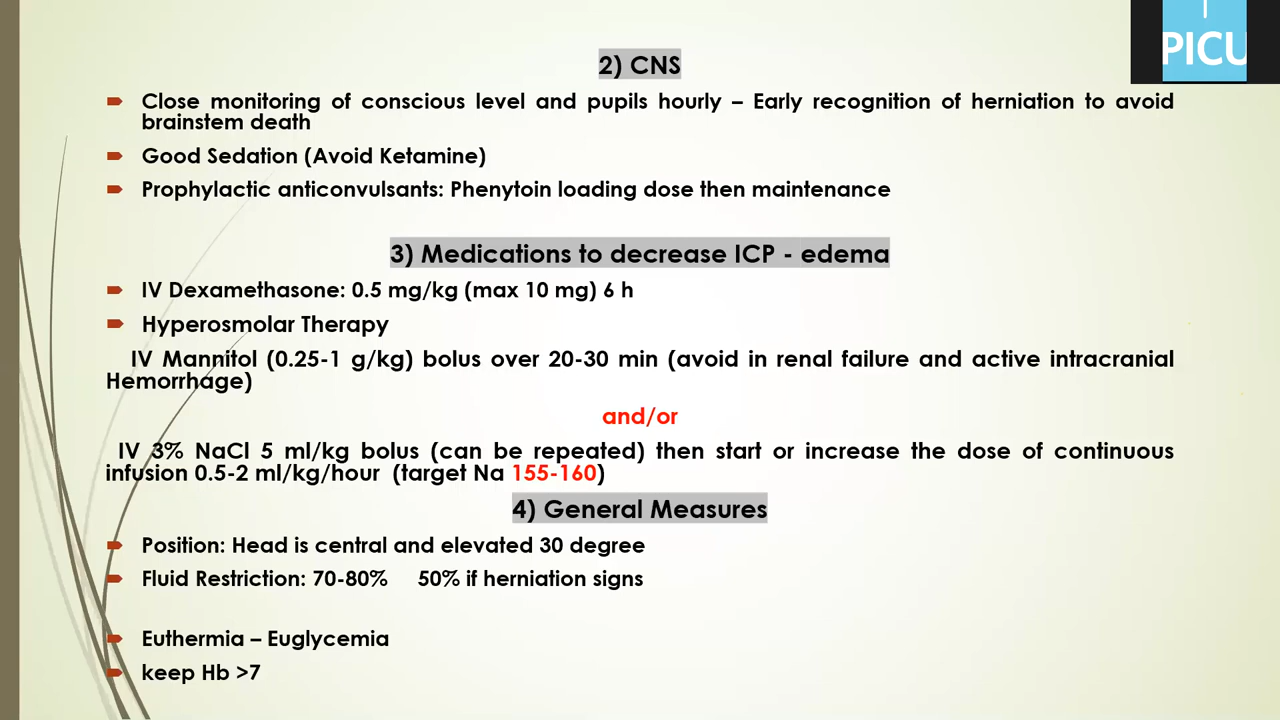 PICU
2) CNS
Close monitoring of conscious level and pupils hourly – Early recognition of herniation to avoid
brainstem death
Good Sedation (Avoid Ketamine)
Prophylactic anticonvulsants: Phenytoin loading dose then maintenance
3) Medications to decrease ICP - edema
IV Dexamethasone: 0.5 mg/kg (max 10 mg) 6 h
Hyperosmolar Therapy
IV Mannitol (0.25-1 g/kg) bolus over 20-30 min (avoid in renal failure and active intracranial
Hemorrhage)
and/or
IV 3% NaCl 5 ml/kg bolus (can be repeated) then start or increase the dose of continuous
infusion 0.5-2 ml/kg/hour (target Na 155-160)
4) General Measures
Position: Head is central and elevated 30 degree
Fluid Restriction: 70-80% 50% if herniation signs
Euthermia – Euglycemia
keep Hb >7